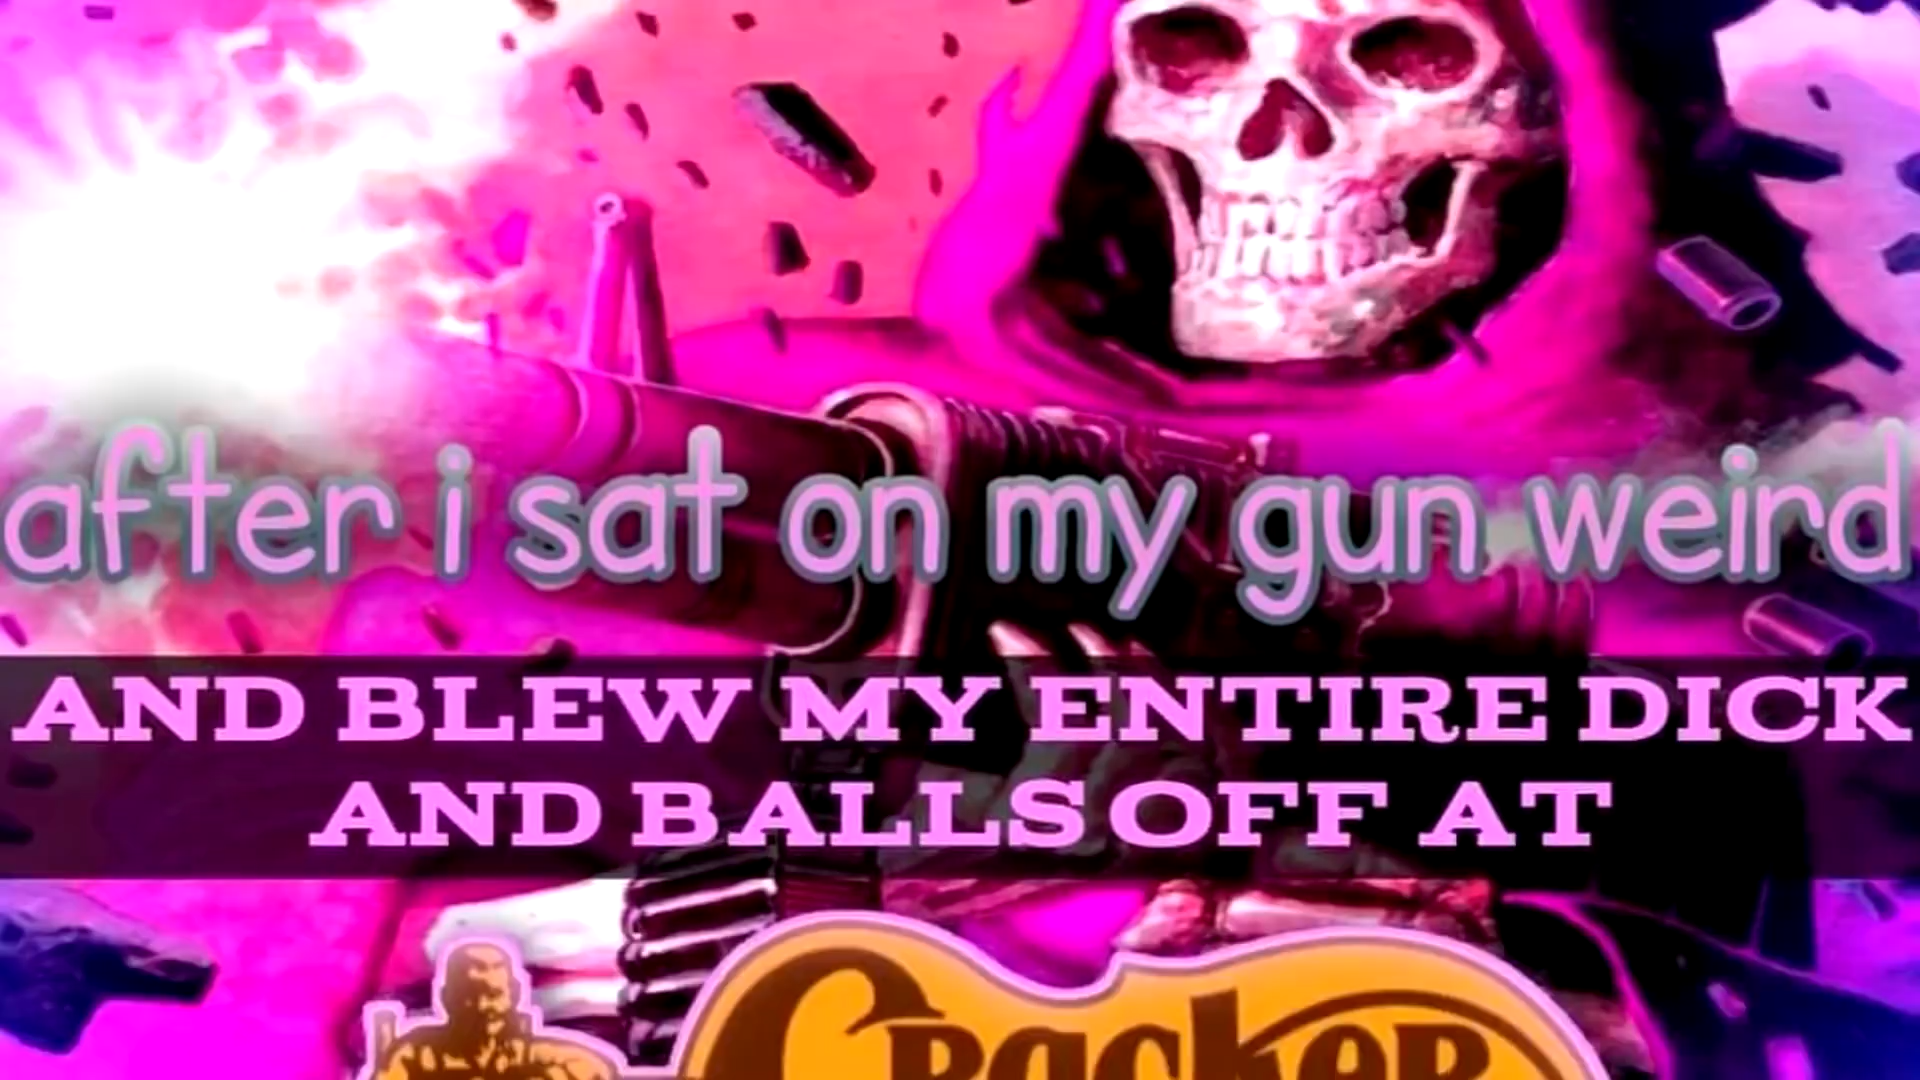 after i sat on my gun weird
AND BLEW MY ENTIRE DICK
AND BALLS OFF AT
Cracker